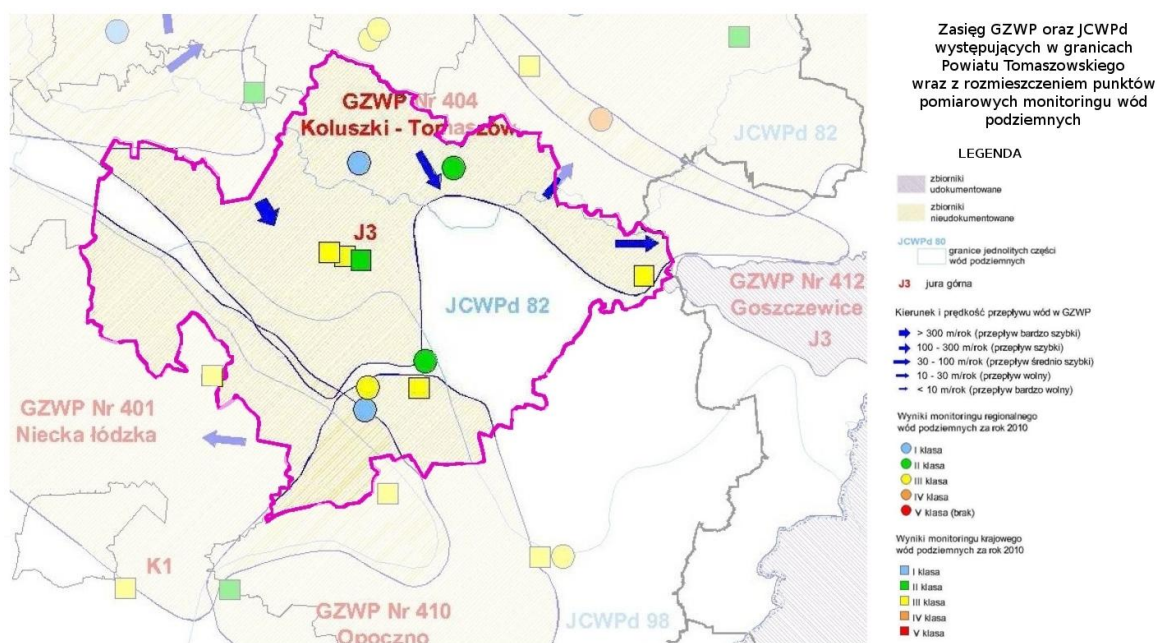 Zasięg GZWP oraz JCWPd
występujących w granicach
Powiatu Tomaszowskiego
wraz z rozmieszczeniem punktów
pomiarowych monitoringu wód
podziemnych
LEGENDA
zbiorniki
udokumentowane
zbiorniki
nieudokumentowane
JCWPd 80
granice jednolitych części
wód podziemnych
J3 jura górna
Kierunek i prędkość przepływu wód w GZWP
> 300 m/rok (przepływ bardzo szybki)
100 - 300 m/rok (przepływ szybki)
30 - 100 m/rok (przepływ średnio szybki)
10 - 30 m/rok (przepływ wolny)
< 10 m/rok (przepływ bardzo wolny)
Wyniki monitoringu regionalnego
wód podziemnych za rok 2010
I klasa
II klasa
III klasa
IV klasa
V klasa (brak)
Wyniki monitoringu krajowego
wód podziemnych za rok 2010
I klasa
II klasa
III klasa
IV klasa
V klasa
GZWP Nr 404
Koluszki - Tomaszów
JCWPd 82
J3
JCWPd 82
GZWP Nr 412
Goszczewice
J3
GZWP Nr 401
Niecka łódzka
K1
GZWP Nr 410
Opoczno
JCWPd 98